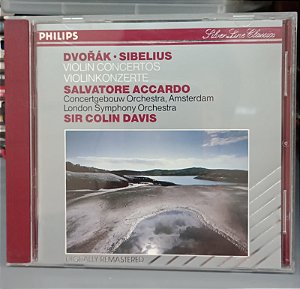 PHILIPS
Silver Line Classics
DVOŘÁK · SIBELIUS
VIOLIN CONCERTOS
VIOLINKONZERTE
SALVATORE ACCARDO
Concertgebouw Orchestra, Amsterdam
London Symphony Orchestra
SIR COLIN DAVIS
DIGITALLY REMASTERED